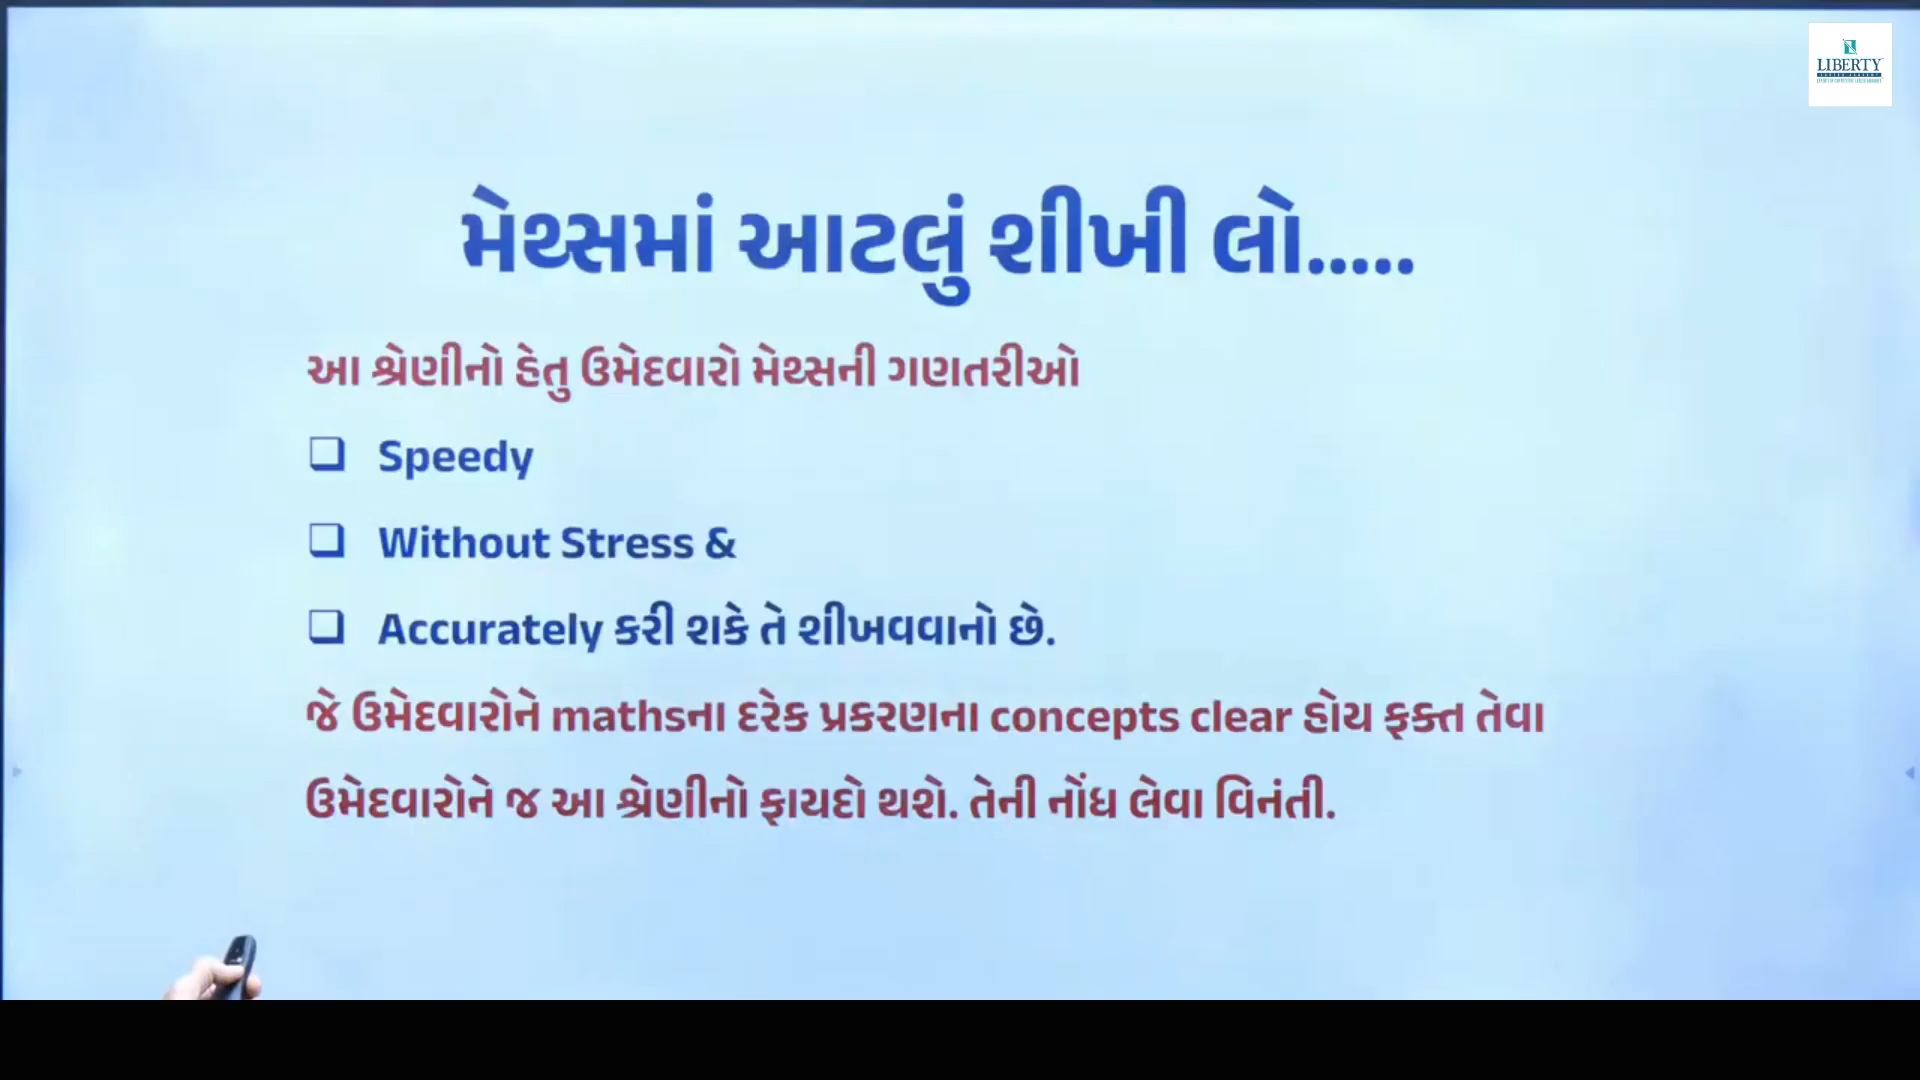 LIBERTY
મેથ્સમાં આટલું શીખી લો.....
આ શ્રેણીનો હેતુ ઉમેદવારો મેથ્સની ગણતરીઓ
❑ Speedy
❑ Without Stress &
❑ Accurately કરી શકે તે શીખવવાનો છે.
જે ઉમેદવારોને mathsના દરેક પ્રકરણના concepts clear હોય ફક્ત તેવા
ઉમેદવારોને જ આ શ્રેણીનો ફાયદો થશે. તેની નોંધ લેવા વિનંતી.